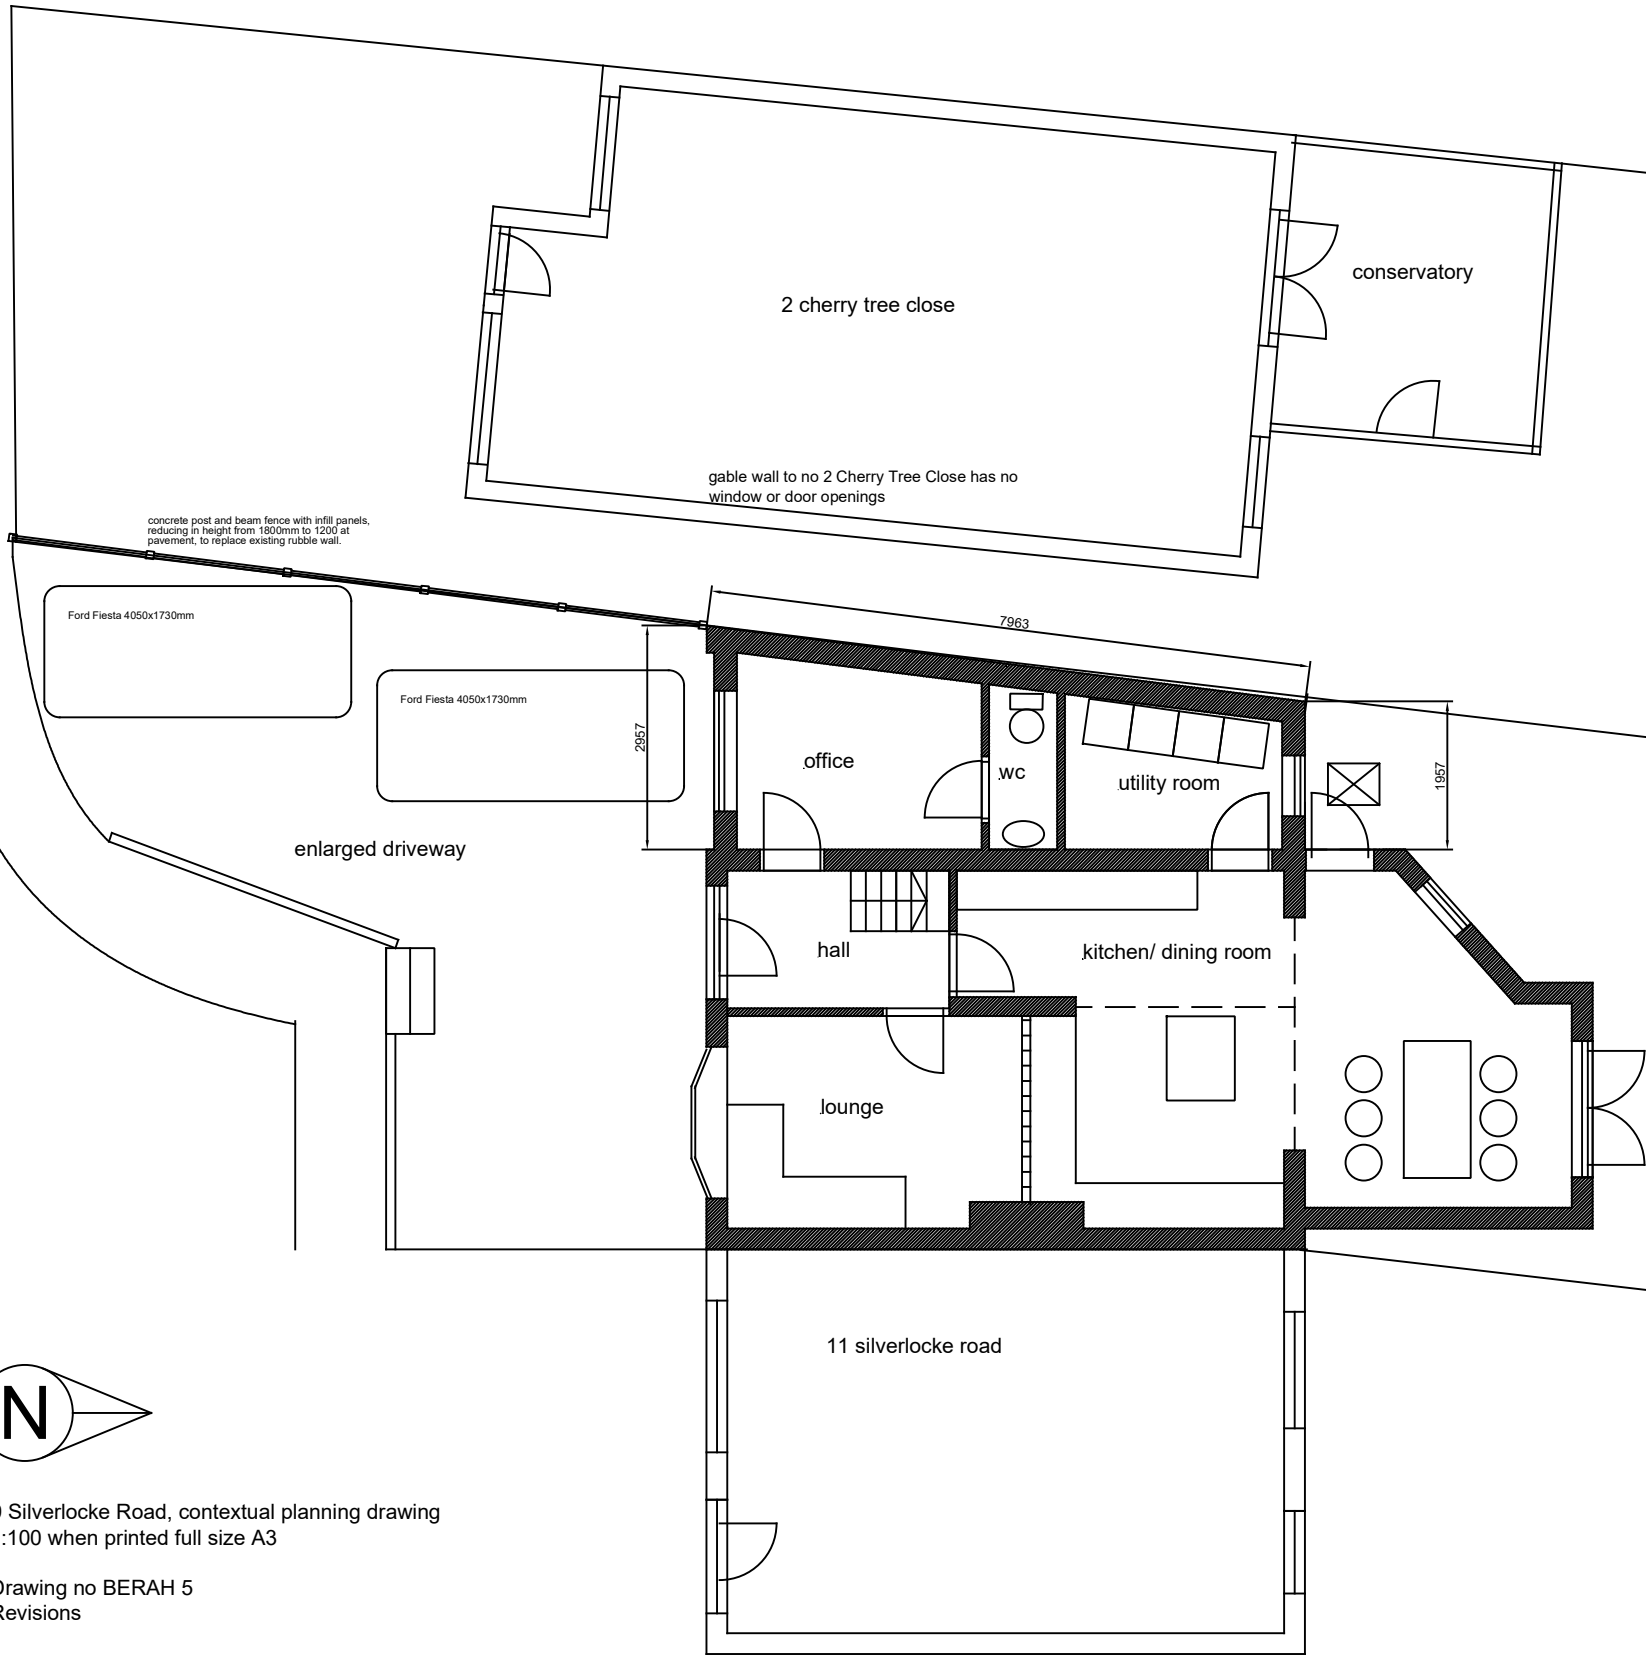 2 cherry tree close
conservatory
gable wall to no 2 Cherry Tree Close has no
window or door openings
concrete post and beam fence with infill panels,
reducing in height from 1800mm to 1200 at
pavement, to replace existing rubble wall.
Ford Fiesta 4050x1730mm
Ford Fiesta 4050x1730mm
7963
2957
1957
office
wc
utility room
enlarged driveway
hall
kitchen/ dining room
lounge
11 silverlocke road
N
Silverlocke Road, contextual planning drawing
:100 when printed full size A3
Drawing no BERAH 5
Revisions